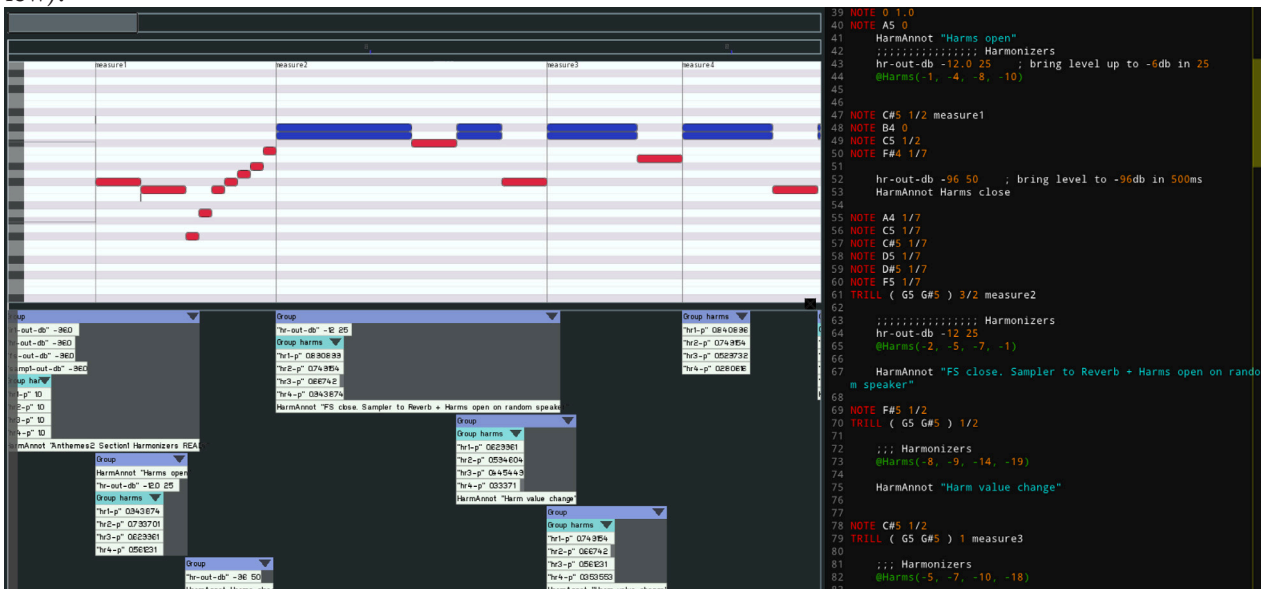 measure1
measure2
measure3
measure4
Group
"hr-out-db" -12 25
Group harms
"hr1-p" 0.890899
"hr2-p" 0.749154
"hr3-p" 0.66742
"hr4-p" 0.943874
HarmAnnot "FS close. Sampler to Reverb + Harms open on random speake
Group harms
"hr1-p" 0.840896
"hr2-p" 0.749154
"hr3-p" 0.529732
"hr4-p" 0.280616
HarmAnnot "Anthemes2 Section1 Harmonizers REA
Group
HarmAnnot "Harms open
"hr-out-db" -12.0 25
Group harms
"hr1-p" 0.943874
"hr2-p" 0.793701
"hr3-p" 0.629961
"hr4-p" 0.561231
Group
"hr-out-db" -96 50
Group
Group harms
"hr1-p" 0.629961
"hr2-p" 0.594604
"hr3-p" 0.445449
"hr4-p" 0.33371
HarmAnnot "Harm value change"
Group
Group harms
"hr1-p" 0.749154
"hr2-p" 0.66742
"hr3-p" 0.561231
"hr4-p" 0.353553
39 NOTE 0 1.0
40 NOTE A5 0
41 HarmAnnot "Harms open"
42 ;;;;;;;;;;;;;;;; Harmonizers
43 hr-out-db -12.0 25 ; bring level up to -6db in 25
44 @Harms(-1, -4, -8, -10)
45
46
47 NOTE C#5 1/2 measure1
48 NOTE B4 0
49 NOTE C5 1/2
50 NOTE F#4 1/7
51
52 hr-out-db -96 50 ; bring level to -96db in 500ms
53 HarmAnnot Harms close
54
55 NOTE A4 1/7
56 NOTE C5 1/7
57 NOTE C#5 1/7
58 NOTE D5 1/7
59 NOTE D#5 1/7
60 NOTE F5 1/7
61 TRILL ( G5 G#5 ) 3/2 measure2
62
63 ;;;;;;;;;;;;;;;; Harmonizers
64 hr-out-db -12 25
65 @Harms(-2, -5, -7, -1)
66
67 HarmAnnot "FS close. Sampler to Reverb + Harms open on rando
m speaker"
68
69 NOTE F#5 1/2
70 TRILL ( G5 G#5 ) 1/2
71
72 ;;; Harmonizers
73 @Harms(-8, -9, -14, -19)
74
75 HarmAnnot "Harm value change"
76
77
78 NOTE C#5 1/2
79 TRILL ( G5 G#5 ) 1 measure3
80
81 ;;; Harmonizers
82 @Harms(-5, -7, -10, -18)